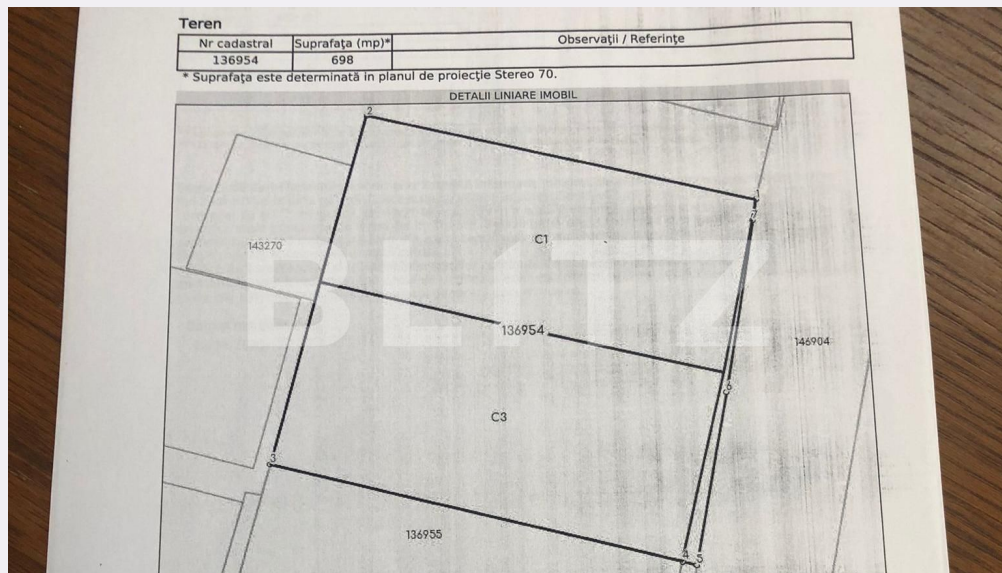 Teren
Nr cadastral Suprafața (mp)* Observații / Referințe
136954 698
* Suprafața este determinată in planul de proiecție Stereo 70.
DETALII LINIARE IMOBIL
2
1
7
C1
143270
BLITZ
136954
146904
6
C3
3
136955
4
5